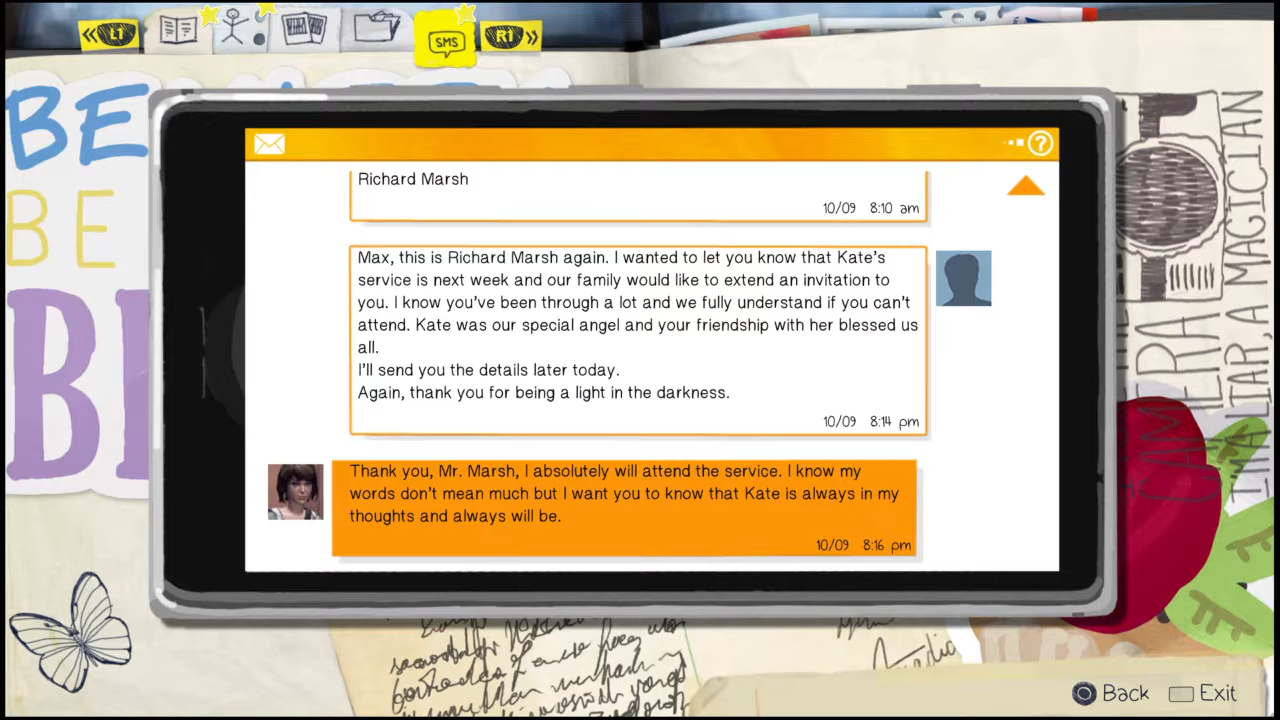 L1
SMS
R1
BE
BE
Richard Marsh
10/09 8:10 am
Max, this is Richard Marsh again. I wanted to let you know that Kate's
service is next week and our family would like to extend an invitation to
you. I know you've been through a lot and we fully understand if you can't
attend. Kate was our special angel and your friendship with her blessed us
all.
I'll send you the details later today.
Again, thank you for being a light in the darkness.
10/09 8:14 pm
Thank you, Mr. Marsh, I absolutely will attend the service. I know my
words don't mean much but I want you to know that Kate is always in my
thoughts and always will be.
10/09 8:16 pm
A MAGICIAN
LIAR,
Back
Exit